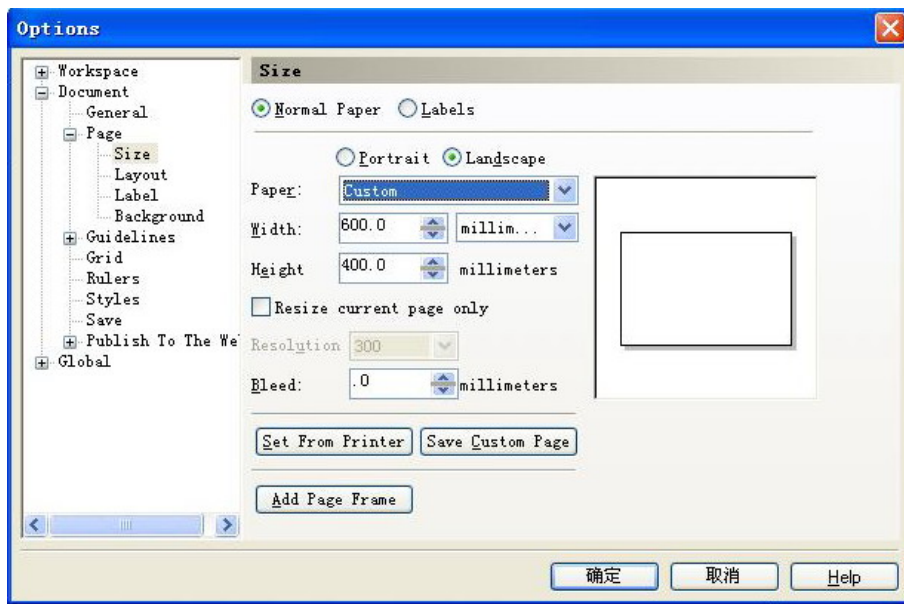 Options
Workspace
Document
General
Page
Size
Layout
Label
Background
Guidelines
Grid
Rulers
Styles
Save
Publish To The We
Global
Size
Normal Paper Labels
Portrait Landscape
Paper: Custom
Width: 600.0 millim...
Height 400.0 millimeters
Resize current page only
Resolution 300
Bleed: .0 millimeters
Set From Printer Save Custom Page
Add Page Frame
确定 取消 Help